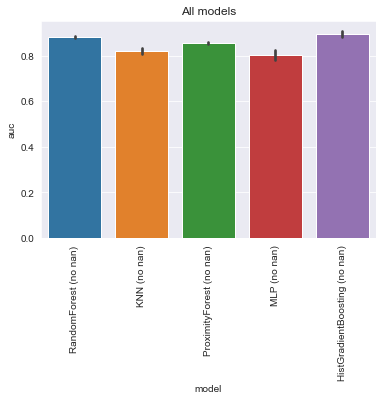 All models
auc
0.8
0.6
0.4
0.2
0.0
RandomForest (no nan)
KNN (no nan)
ProximityForest (no nan)
MLP (no nan)
HistGradientBoosting (no nan)
model